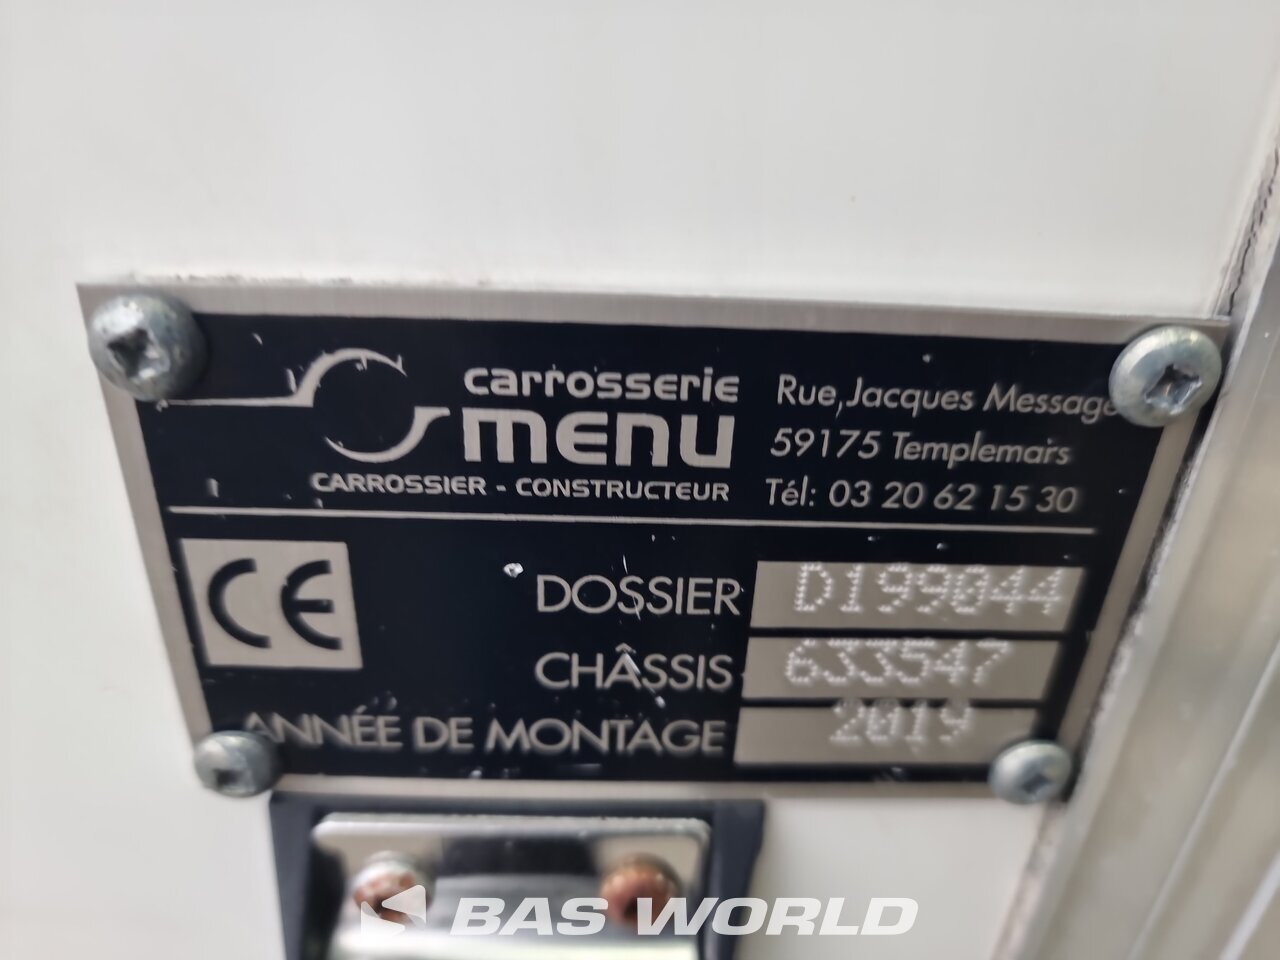 carrosserie
menu
CARROSSIER - CONSTRUCTEUR
Rue, Jacques Messager
59175 Templemars
Tél: 03 20 62 15 30
CE
DOSSIER D199044
CHÂSSIS 633547
ANNÉE DE MONTAGE 2019
BAS WORLD